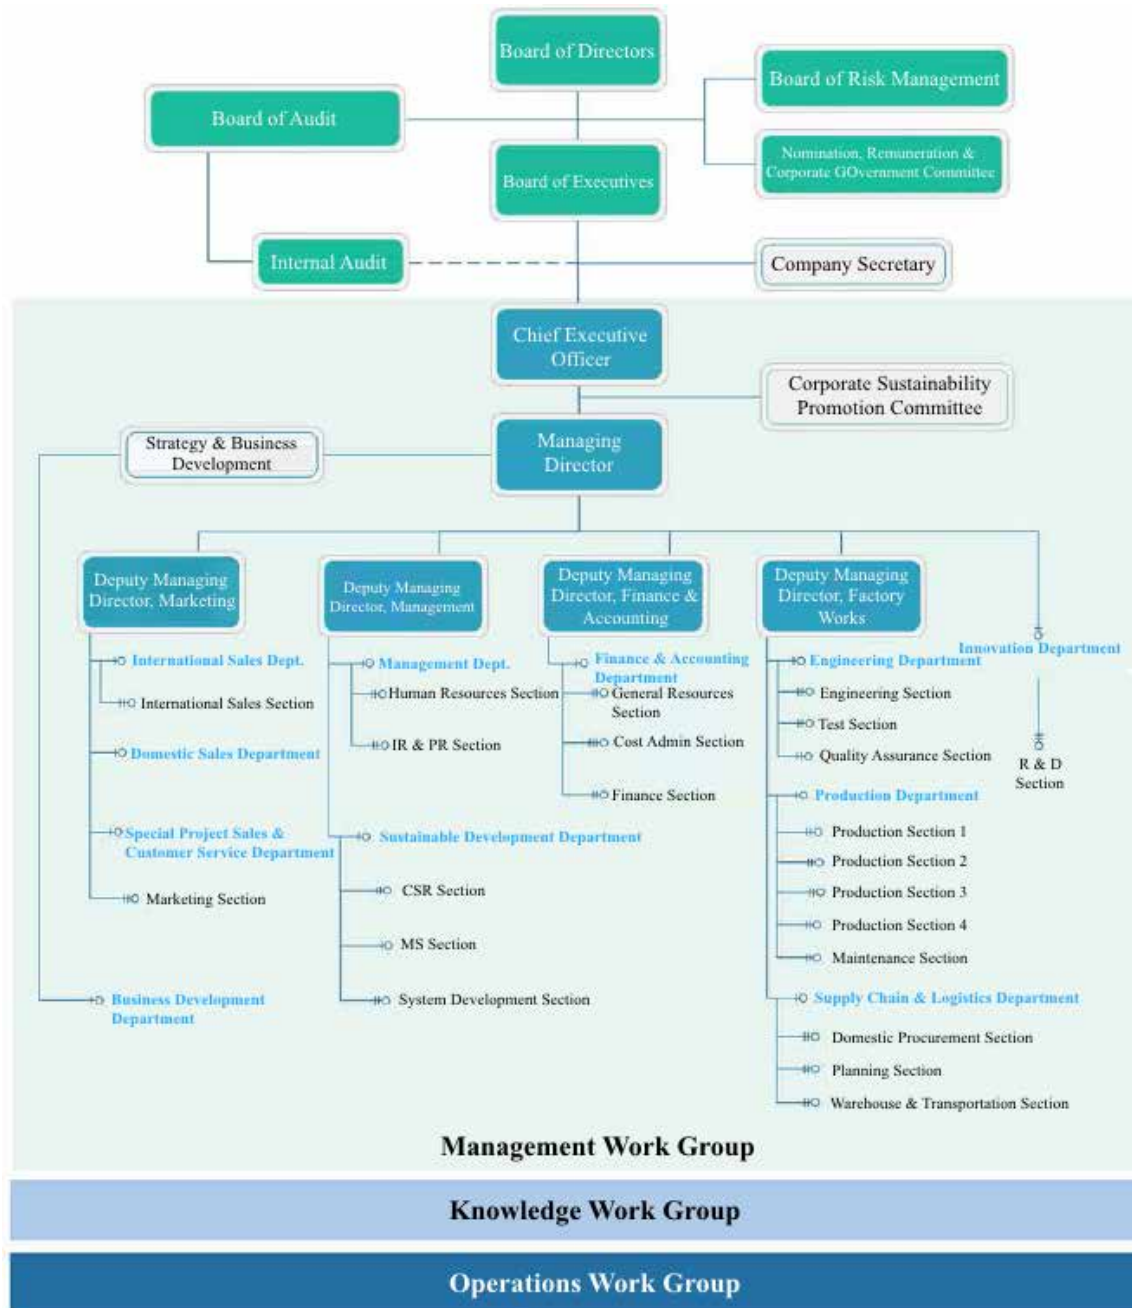 Board of Directors
Board of Risk Management
Board of Audit
Nomination, Remuneration &
Corporate GOvernment Committee
Board of Executives
Internal Audit
Company Secretary
Chief Executive
Officer
Corporate Sustainability
Promotion Committee
Strategy & Business
Development
Managing
Director
Deputy Managing
Director, Marketing
International Sales Dept.
International Sales Section
Domestic Sales Department
Special Project Sales &
Customer Service Department
Marketing Section
Business Development
Department
Deputy Managing
Director, Management
Management Dept.
Human Resources Section
IR & PR Section
Sustainable Development Department
CSR Section
MS Section
System Development Section
Deputy Managing
Director, Finance &
Accounting
Finance & Accounting
Department
General Resources
Section
Cost Admin Section
Finance Section
Deputy Managing
Director, Factory
Works
Engineering Department
Engineering Section
Test Section
Quality Assurance Section
Production Department
Production Section 1
Production Section 2
Production Section 3
Production Section 4
Maintenance Section
Supply Chain & Logistics Department
Domestic Procurement Section
Planning Section
Warehouse & Transportation Section
Innovation Department
R & D
Section
Management Work Group
Knowledge Work Group
Operations Work Group